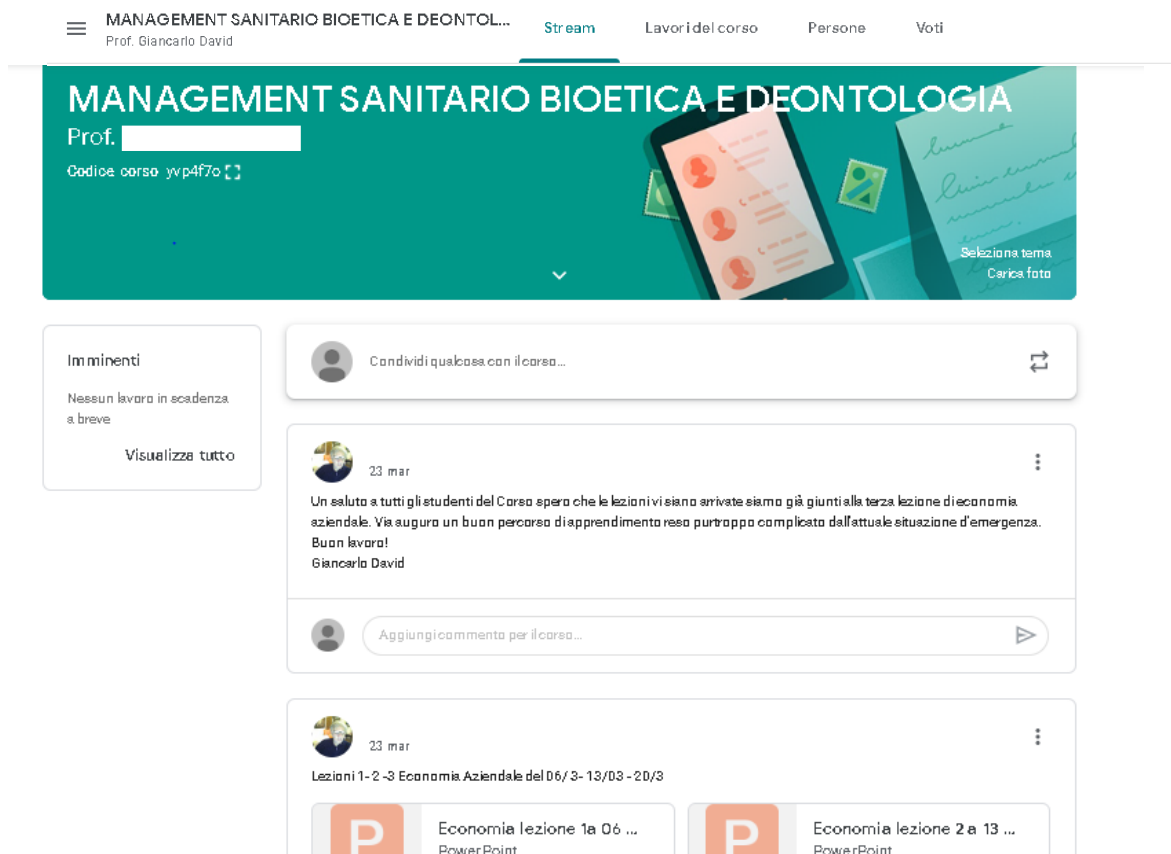 MANAGEMENT SANITARIO BIOETICA E DEONTOL...
Prof. Giancarlo David
Stream
Lavori del corso
Persone
Voti
MANAGEMENT SANITARIO BIOETICA E DEONTOLOGIA
Prof.
Codice corso yvp4f7o
Seleziona tema
Carica foto
Imminenti
Nessun lavoro in scadenza
a breve
Visualizza tutto
Condividi qualcosa con il corso...
23 mar
Un saluto a tutti gli studenti del Corso spero che le lezioni vi siano arrivate siamo già giunti alla terza lezione di economia
aziendale. Via auguro un buon percorso di apprendimento reso purtroppo complicato dall'attuale situazione d'emergenza.
Buon lavoro!
Giancarlo David
Aggiungi commento per il corso...
23 mar
Lezioni 1- 2 -3 Economia Aziendale del 06/ 3- 13/03 - 20/3
Economia lezione 1a 06 ...
PowerPoint
Economia lezione 2 a 13 ...
PowerPoint